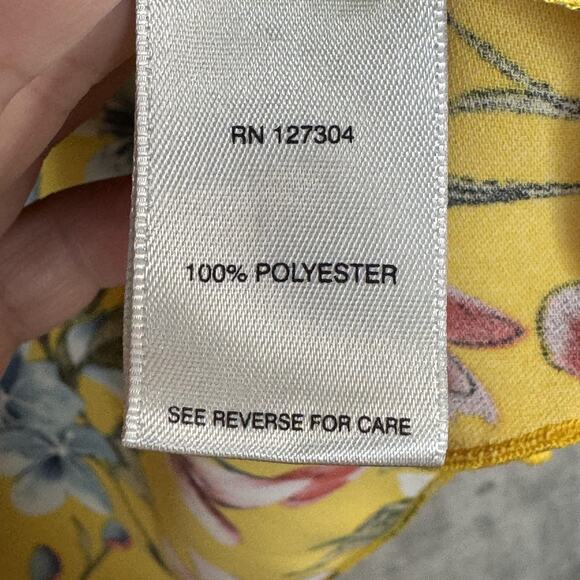 RN 127304
100% POLYESTER
SEE REVERSE FOR CARE